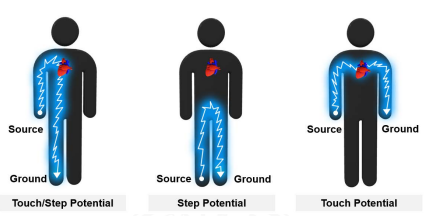 Source
Ground
Touch/Step Potential
Source Ground
Step Potential
Source Ground
Touch Potential